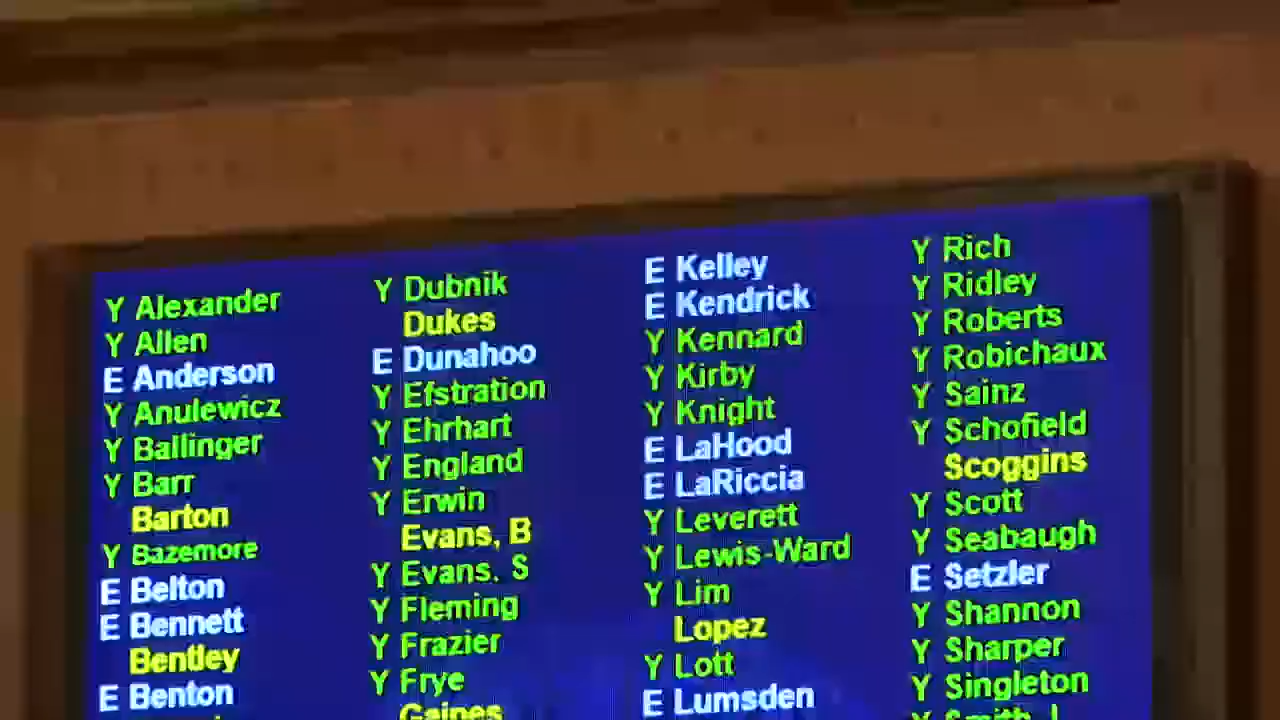 Y Alexander
Y Allen
E Anderson
Y Anulewicz
Y Ballinger
Y Barr
Barton
Y Bazemore
E Belton
E Bennett
Bentley
E Benton
Y Dubnik
Dukes
E Dunahoo
Y Efstration
Y Ehrhart
Y England
Y Erwin
Evans, B
Y Evans, S
Y Fleming
Y Frazier
Y Frye
Gaines
E Kelley
E Kendrick
Y Kennard
Y Kirby
Y Knight
E LaHood
E LaRiccia
Y Leverett
Y Lewis-Ward
Y Lim
Lopez
Y Lott
E Lumsden
Y Rich
Y Ridley
Y Roberts
Y Robichaux
Y Sainz
Y Schofield
Scoggins
Y Scott
Y Seabaugh
E Setzler
Y Shannon
Y Sharper
Y Singleton
Y Smith, L